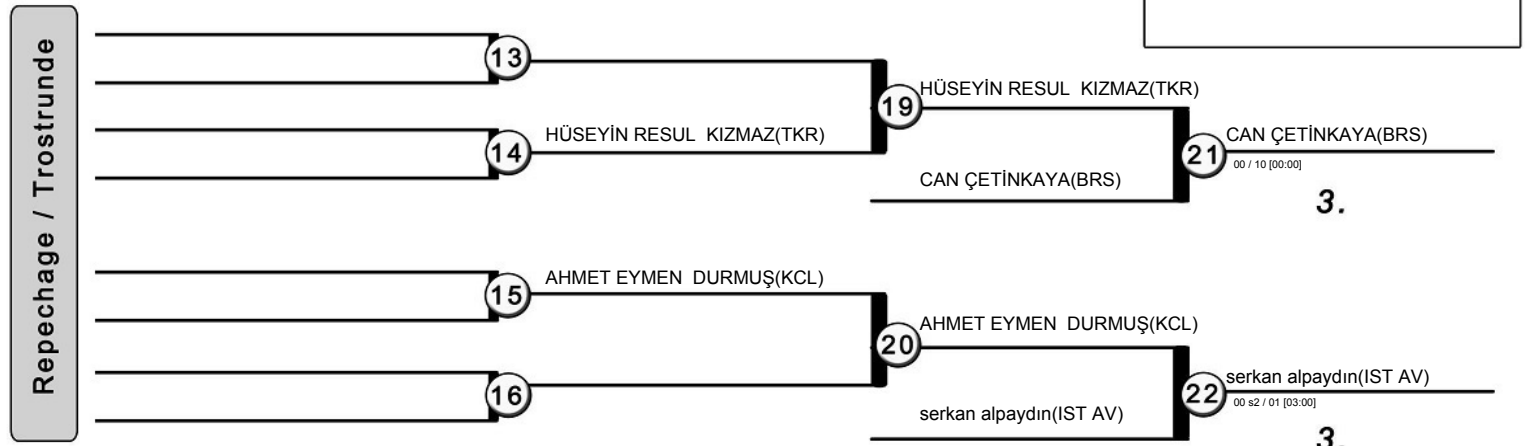 Repechage / Trostrunde
13
HÜSEYİN RESUL  KIZMAZ(TKR)
19
14
HÜSEYİN RESUL  KIZMAZ(TKR)
CAN ÇETİNKAYA(BRS)
21
00 / 10 [00:00]
CAN ÇETİNKAYA(BRS)
3.
AHMET EYMEN  DURMUŞ(KCL)
15
AHMET EYMEN  DURMUŞ(KCL)
20
serkan alpaydın(IST AV)
16
22
00 s2 / 01 [03:00]
serkan alpaydın(IST AV)
3.